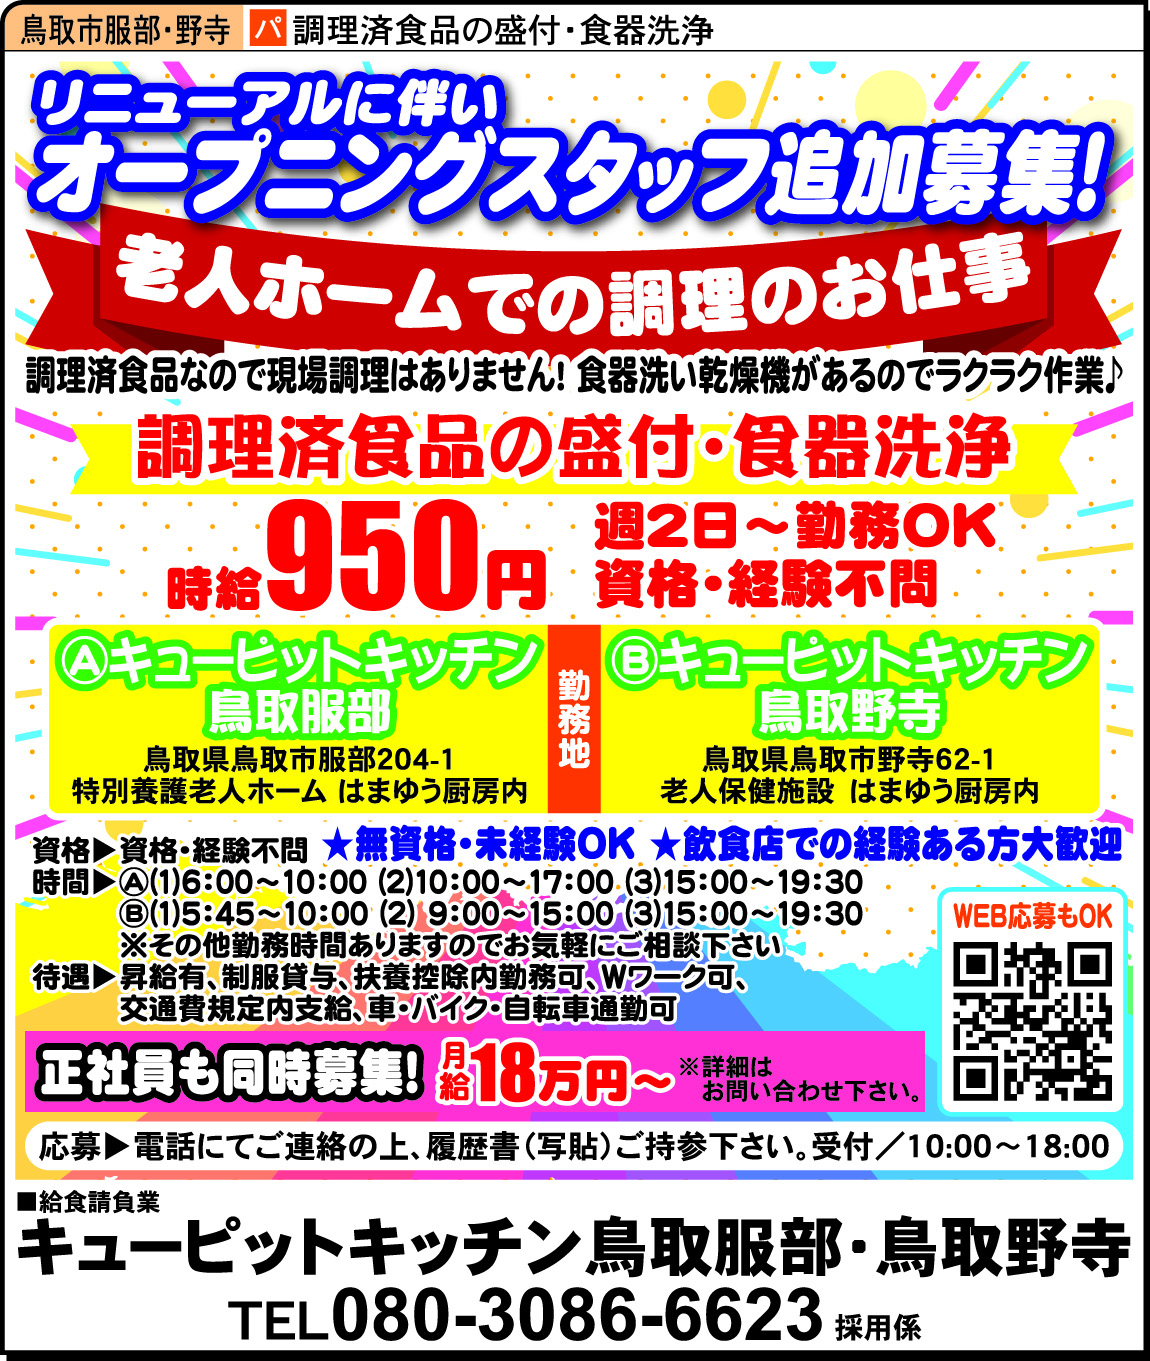 鳥取市服部・野寺 パ 調理済食品の盛付・食器洗浄
リニューアルに伴い
オープニングスタッフ追加募集!
老人ホームでの調理のお仕事
調理済食品なので現場調理はありません! 食器洗い乾燥機があるのでラクラク作業♪
調理済食品の盛付・食器洗浄
時給950円
週2日～勤務OK
資格・経験不問
Ⓐキューピットキッチン
鳥取服部
鳥取県鳥取市服部204-1
特別養護老人ホーム はまゆう厨房内
勤務地
Ⓑキューピットキッチン
鳥取野寺
鳥取県鳥取市野寺62-1
老人保健施設 はまゆう厨房内
資格▶資格・経験不問 ★無資格・未経験OK ★飲食店での経験ある方大歓迎
時間▶Ⓐ(1)6:00～10:00 (2)10:00～17:00 (3)15:00～19:30
Ⓑ(1)5:45～10:00 (2) 9:00～15:00 (3)15:00～19:30
※その他勤務時間ありますのでお気軽にご相談下さい
待遇▶昇給有、制服貸与、扶養控除内勤務可、Wワーク可、
交通費規定内支給、車・バイク・自転車通勤可
WEB応募もOK
正社員も同時募集! 月給18万円～ ※詳細は
お問い合わせ下さい。
応募▶電話にてご連絡の上、履歴書(写貼)ご持参下さい。受付／10:00～18:00
■給食請負業
キューピットキッチン鳥取服部・鳥取野寺
TEL080-3086-6623 採用係